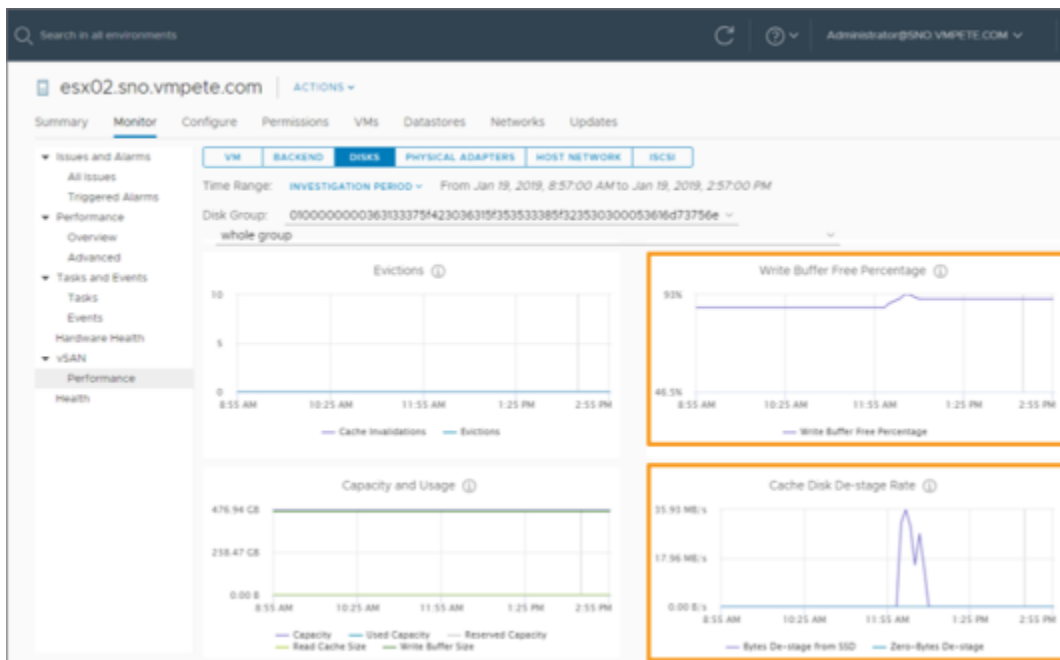 Search in all environments
Administrator@SNO.VMPETE.COM
esx02.sno.vmpete.com ACTIONS
Summary Monitor Configure Permissions VMs Datastores Networks Updates
Issues and Alarms
All Issues
Triggered Alarms
Performance
Overview
Advanced
Tasks and Events
Tasks
Events
Hardware Health
vSAN
Performance
Health
VM BACKEND DISKS PHYSICAL ADAPTERS HOST NETWORK ISCSI
Time Range: INVESTIGATION PERIOD From Jan 19, 2019, 8:57:00 AM to Jan 19, 2019, 2:57:00 PM
Disk Group:
whole group
Evictions
10
5
0
8:55 AM 10:25 AM 11:55 AM 1:25 PM 2:55 PM
Cache Invalidations Evictions
Write Buffer Free Percentage
93%
46.5%
8:55 AM 10:25 AM 11:55 AM 1:25 PM 2:55 PM
Write Buffer Free Percentage
Capacity and Usage
476.94 GB
238.47 GB
0.00 B
8:55 AM 10:25 AM 11:55 AM 1:25 PM 2:55 PM
Capacity Used Capacity Reserved Capacity
Read Cache Size Write Buffer Size
Cache Disk De-stage Rate
35.93 MB/s
17.96 MB/s
0.00 B/s
8:55 AM 10:25 AM 11:55 AM 1:25 PM 2:55 PM
Bytes De-stage from SSD Zero-Bytes De-stage